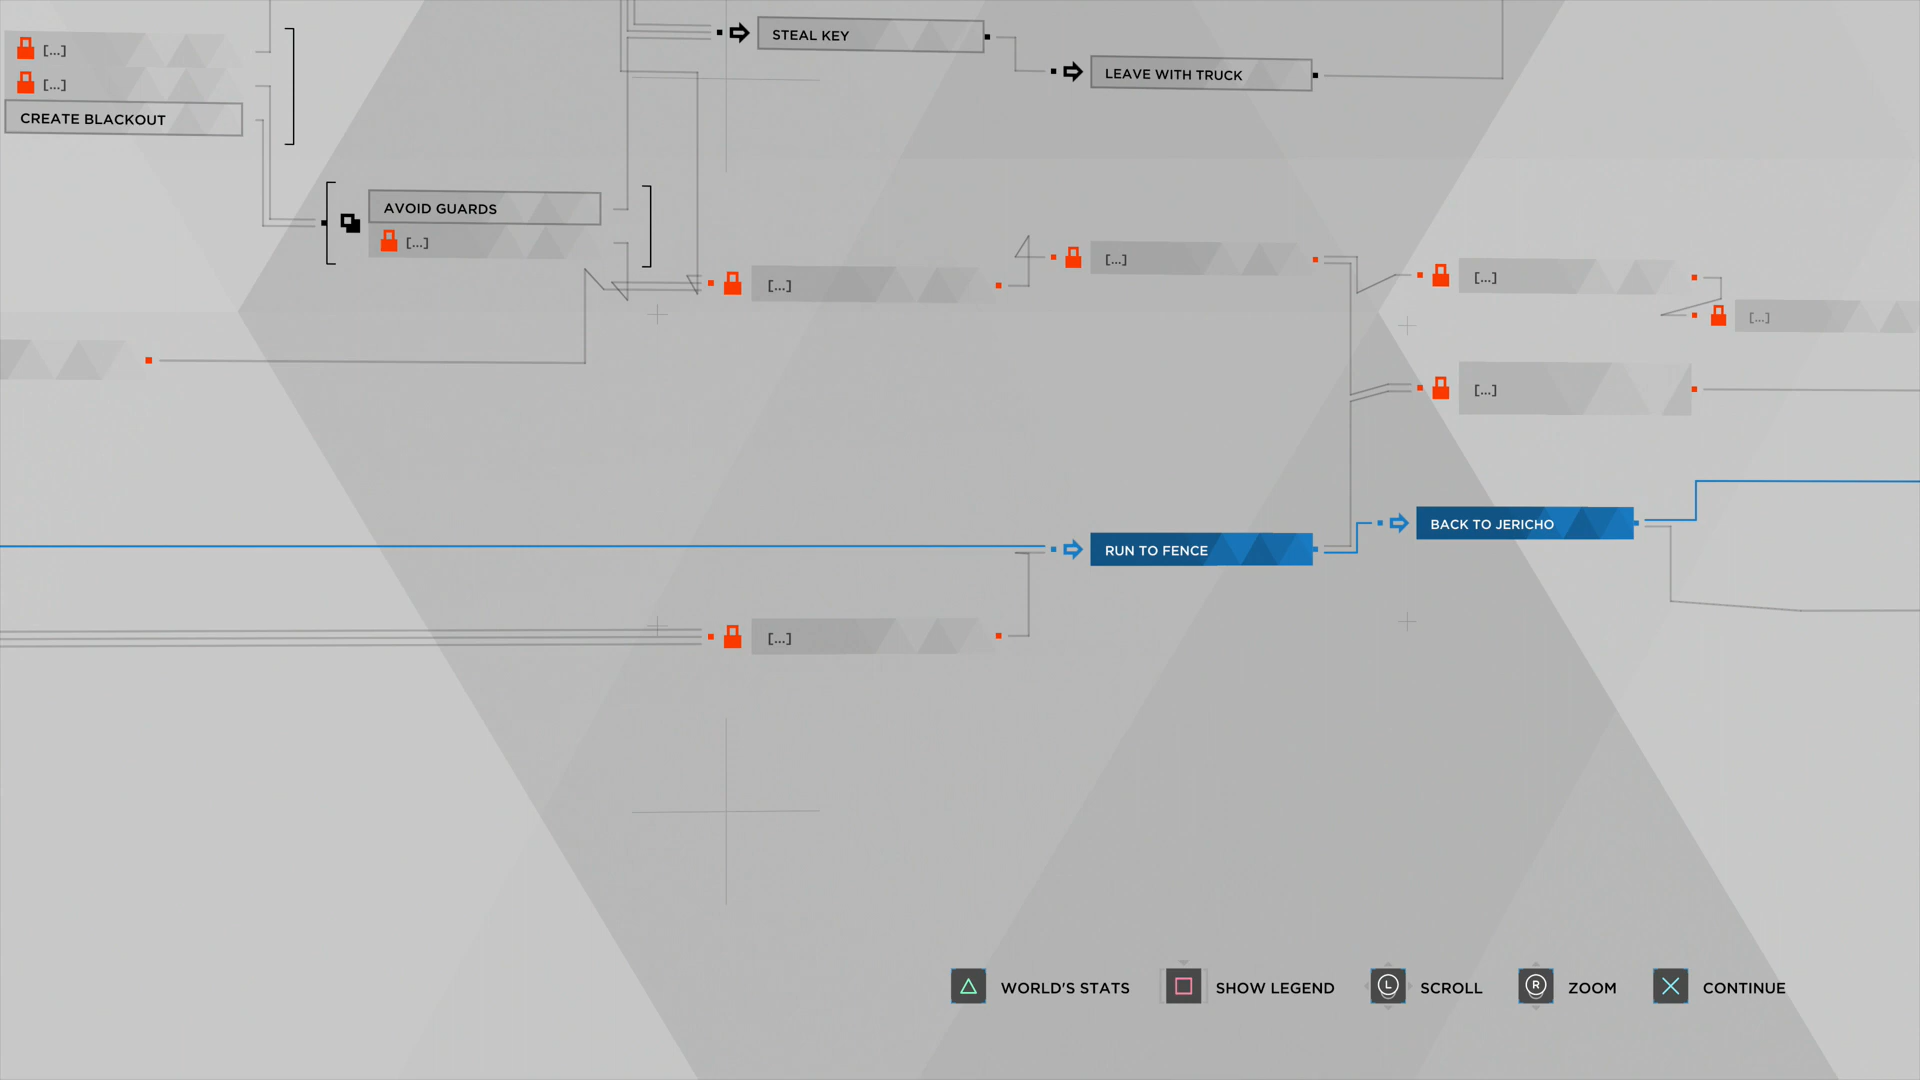 STEAL KEY
[...]
LEAVE WITH TRUCK
[...]
CREATE BLACKOUT
AVOID GUARDS
[...]
[...]
[...]
[...]
[...]
[...]
BACK TO JERICHO
RUN TO FENCE
[...]
WORLD'S STATS
SHOW LEGEND
L
SCROLL
R
ZOOM
CONTINUE